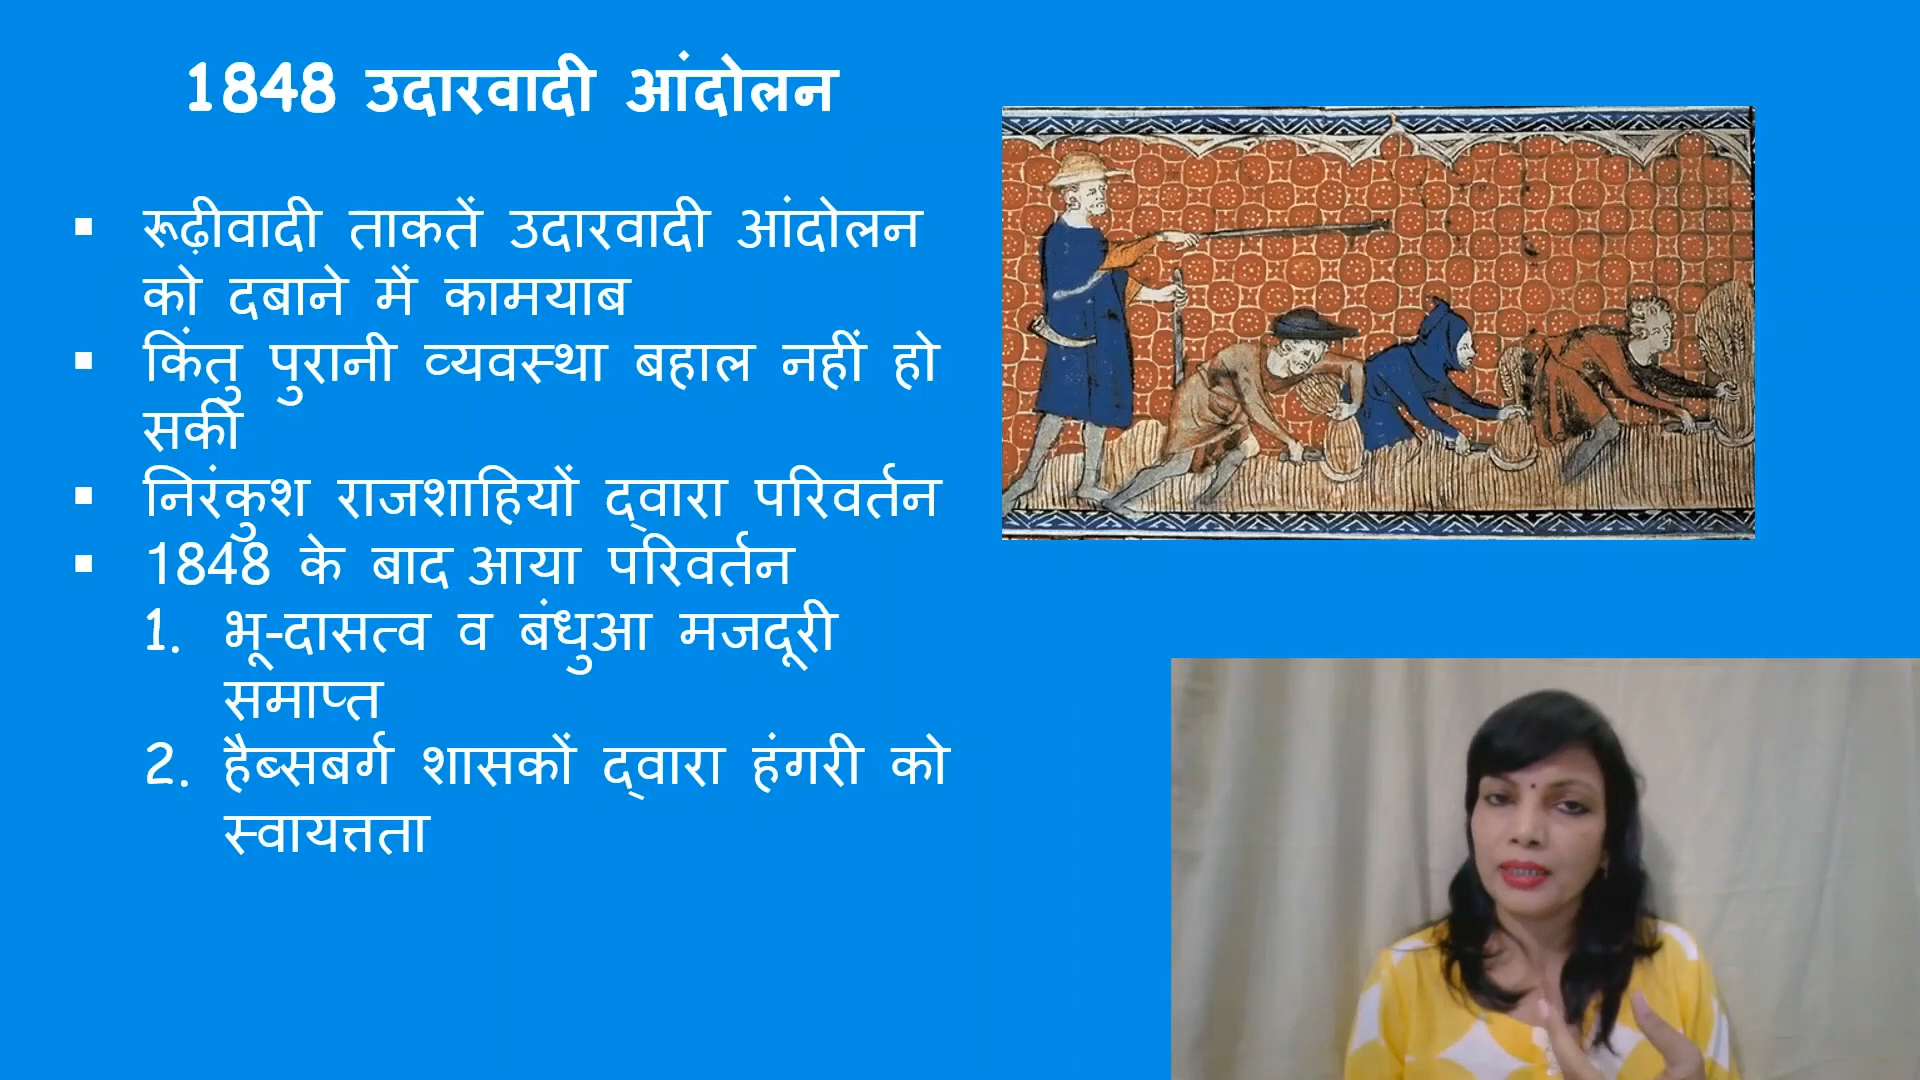 1848 उदारवादी आंदोलन
▪ रूढ़ीवादी ताकतें उदारवादी आंदोलन
को दबाने में कामयाब
▪ किंतु पुरानी व्यवस्था बहाल नहीं हो
सकी
▪ निरंकुश राजशाहियों द्वारा परिवर्तन
▪ 1848 के बाद आया परिवर्तन
1. भू-दासत्व व बंधुआ मजदूरी
समाप्त
2. हैब्सबर्ग शासकों द्वारा हंगरी को
स्वायत्तता